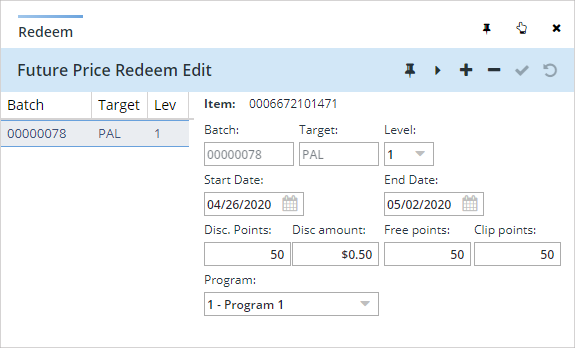 Redeem
Future Price Redeem Edit
Batch Target Lev
00000078 PAL 1
Item: 0006672101471
Batch: Target: Level:
00000078 PAL 1
Start Date: End Date:
04/26/2020 05/02/2020
Disc. Points: Disc amount: Free points: Clip points:
50 $0.50 50 50
Program:
1 - Program 1